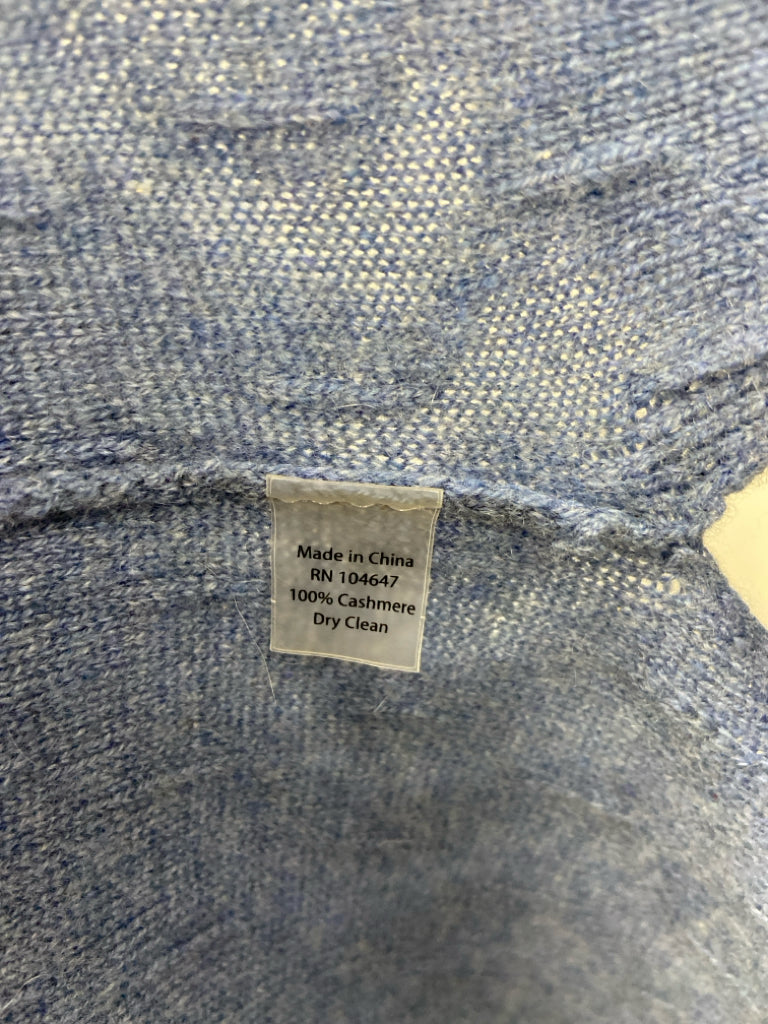 Made in China
RN 104647
100% Cashmere
Dry Clean